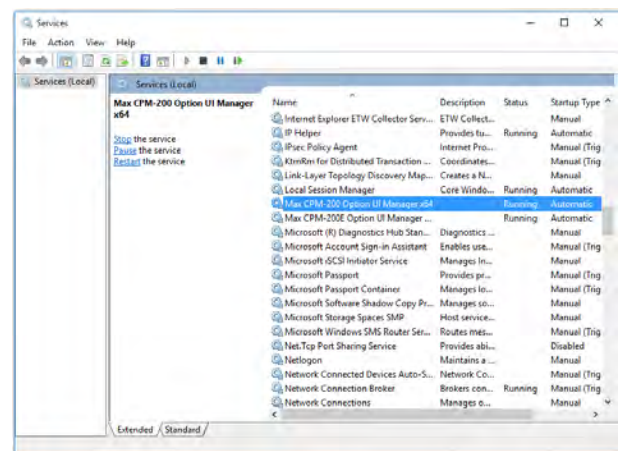 Services
File Action View Help
Services (Local)
Services (Local)
Max CPM-200 Option UI Manager x64
Stop the service
Pause the service
Restart the service
Name Description Status Startup Type
Internet Explorer ETW Collector Serv... ETW Collect... Manual
IP Helper Provides tu... Running Automatic
IPsec Policy Agent Internet Pro... Manual (Trig
KtmRm for Distributed Transaction ... Coordinates... Manual (Trig
Link-Layer Topology Discovery Map... Creates a N... Manual
Local Session Manager Core Windo... Running Automatic
Max CPM-200 Option UI Manager x64 Running Automatic
Max CPM-200E Option UI Manager ... Running Automatic
Microsoft (R) Diagnostics Hub Stan... Diagnostics ... Manual
Microsoft Account Sign-in Assistant Enables use... Manual (Trig
Microsoft iSCSI Initiator Service Manages In... Manual
Microsoft Passport Provides pr... Manual (Trig
Microsoft Passport Container Manages lo... Manual (Trig
Microsoft Software Shadow Copy Pr... Manages so... Manual
Microsoft Storage Spaces SMP Host service... Manual
Microsoft Windows SMS Router Ser... Routes mes... Manual (Trig
Net.Tcp Port Sharing Service Provides abi... Disabled
Netlogon Maintains a ... Manual
Network Connected Devices Auto-S... Network Co... Manual (Trig
Network Connection Broker Brokers con... Running Manual (Trig
Network Connections Manages o... Manual
Extended Standard